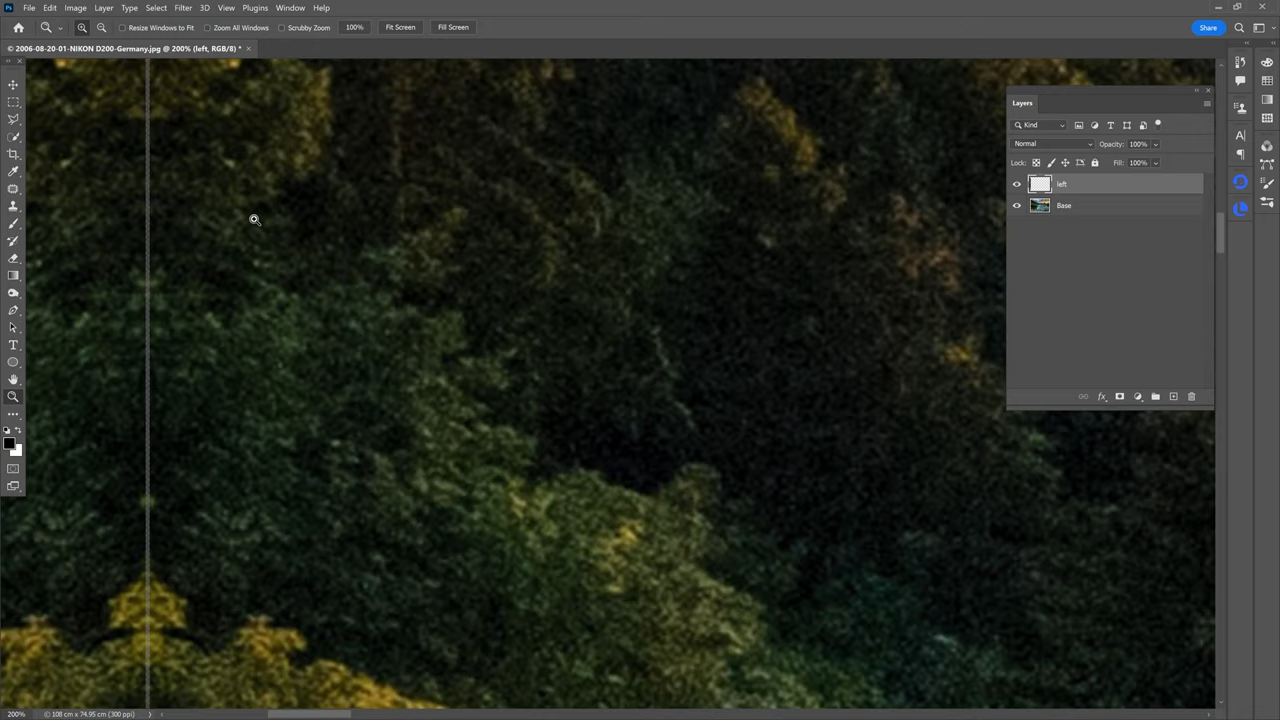 File Edit Image Layer Type Select Filter 3D View Plugins Window Help
Resize Windows to Fit All Windows Scrubby Zoom 100% Fit Screen Fill Screen Share
© 2006-08-20-01-NIKON D200-Germany.jpg @ 200% (left, RGB/8) *
Layers
Kind
Normal Opacity: 100%
Lock: Fill: 100%
left
Base
200% © 108 cm x 74.95 cm (300 ppi)